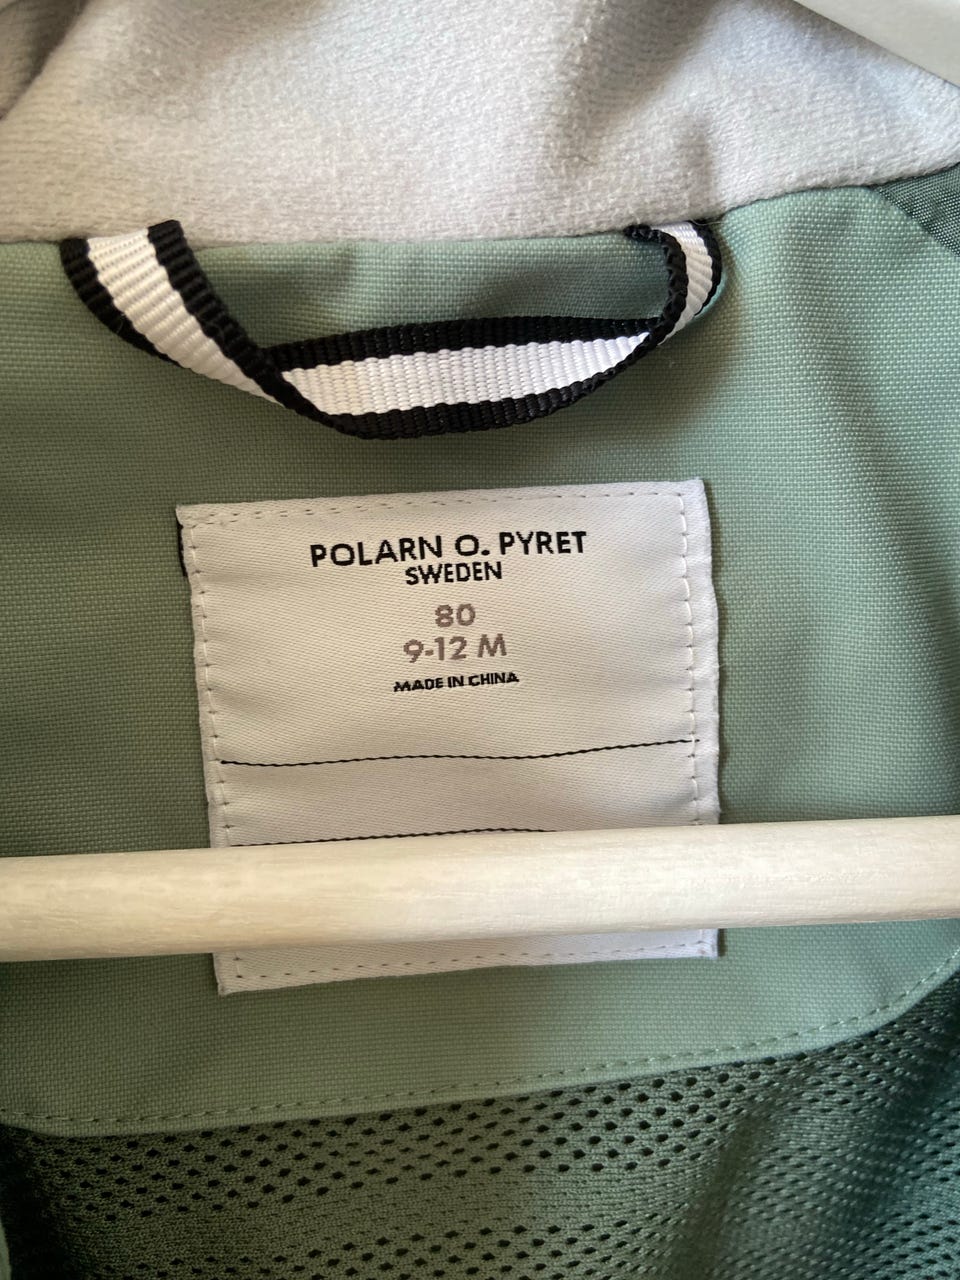 POLARN O. PYRET
SWEDEN
80
9-12 M
MADE IN CHINA